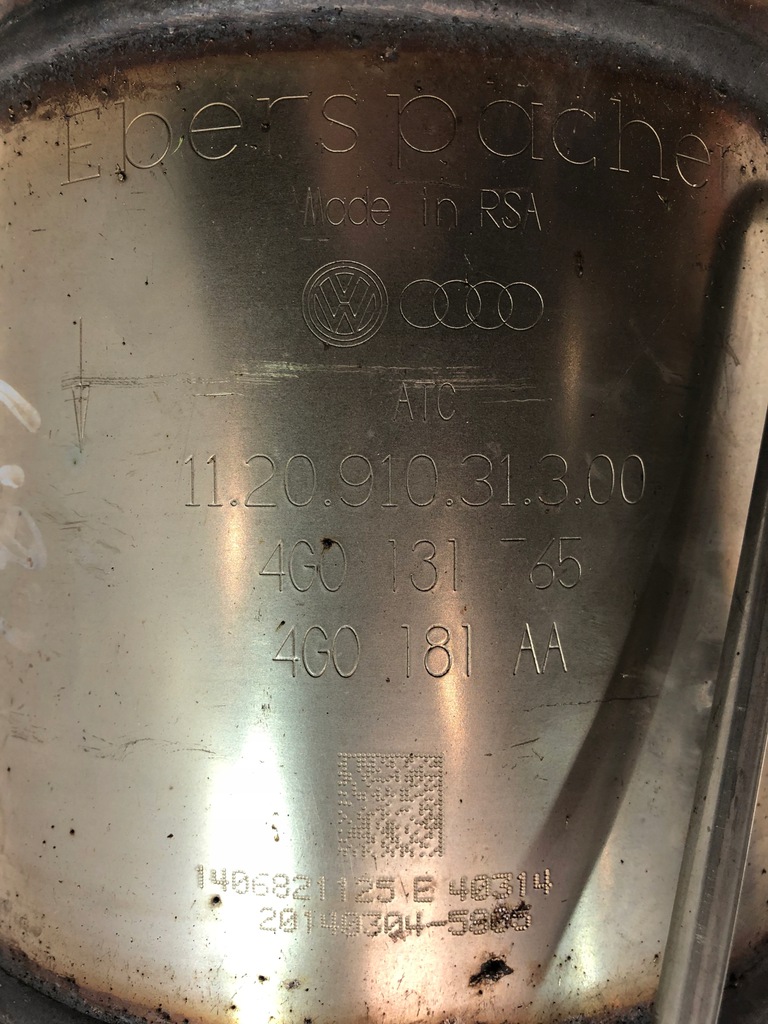 Eberspächer
Made in RSA
ATC
11.20.910.31.3.00
4G0 131 765
4G0 181 AA
1406821125 B 40314
20140304-5006